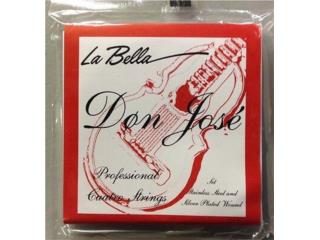 La Bella
Don José
Professional
Cuatro Strings
Set
Stainless Steel and
Silver Plated Wound